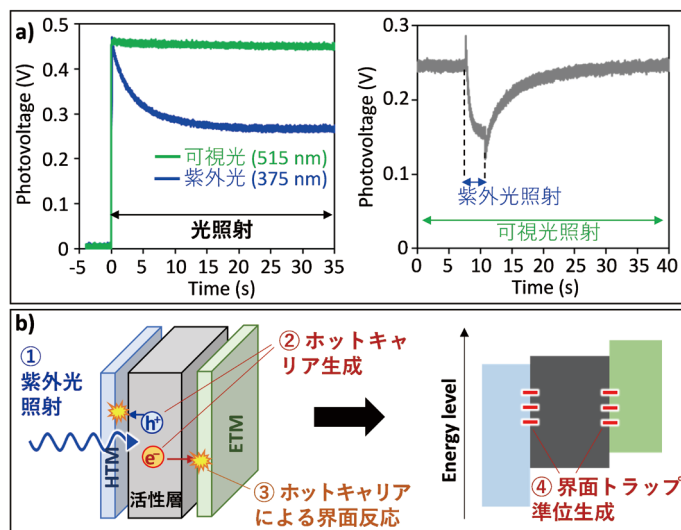 a)
Photovoltage (V)
0.5
0.4
0.3
0.2
0.1
0
可視光 (515 nm)
紫外光 (375 nm)
光照射
-5 0 5 10 15 20 25 30 35
Time (s)
Photovoltage (V)
0.3
0.2
0.1
0
紫外光照射
可視光照射
0 10 20 30 40
Time (s)
b)
①
紫外光
照射
② ホットキャ
リア生成
h⁺
e⁻
HTM
活性層
ETM
③ ホットキャリア
による界面反応
Energy level
④ 界面トラップ
準位生成